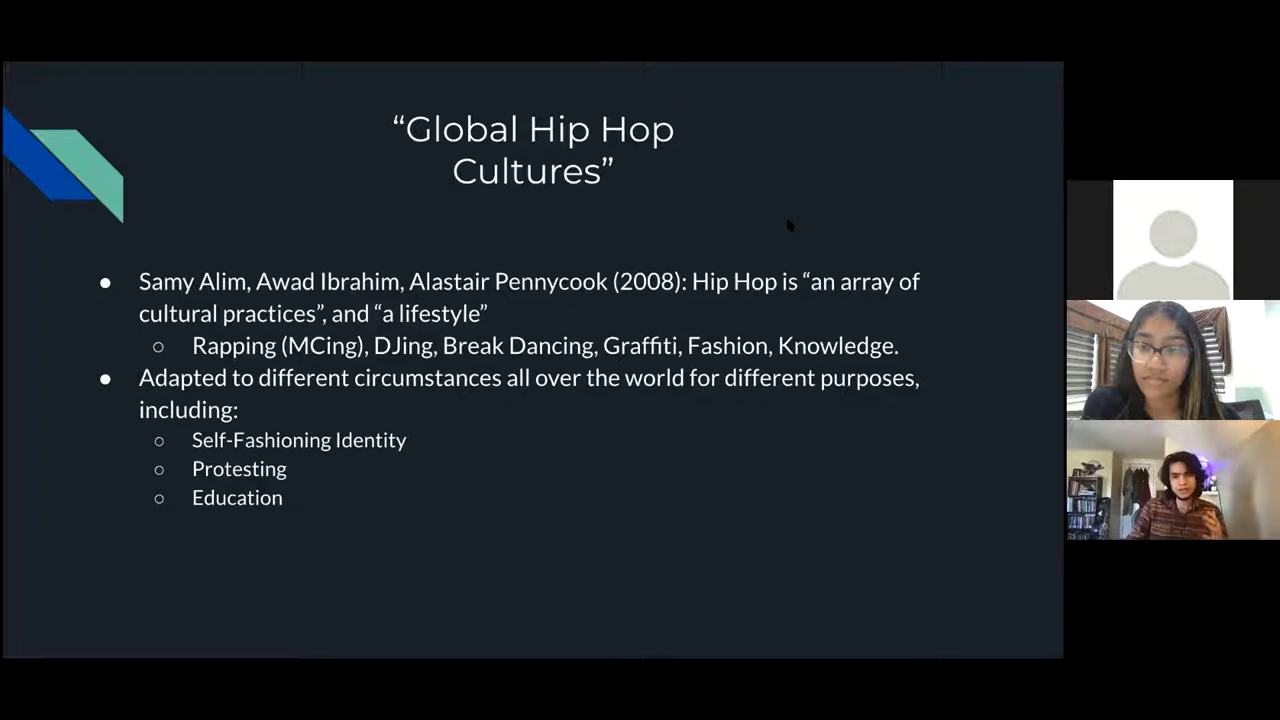 “Global Hip Hop
Cultures”
● Samy Alim, Awad Ibrahim, Alastair Pennycook (2008): Hip Hop is “an array of
cultural practices”, and “a lifestyle”
○ Rapping (MCing), DJing, Break Dancing, Graffiti, Fashion, Knowledge.
● Adapted to different circumstances all over the world for different purposes,
including:
○ Self-Fashioning Identity
○ Protesting
○ Education